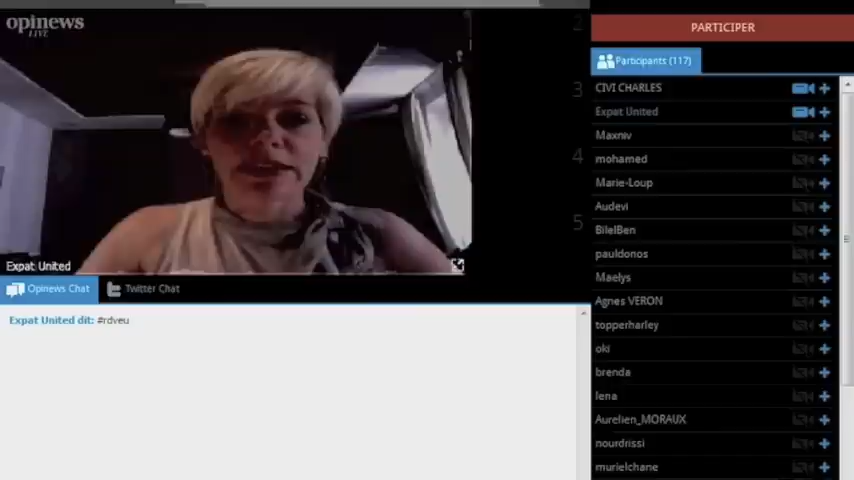 opinews
LIVE
Expat United
Opinews Chat
Twitter Chat
Expat United dit: #rdveu
2
3
4
5
PARTICIPER
Participants (117)
CIVI CHARLES
Expat United
Maxniv
mohamed
Marie-Loup
Audevi
BilelBen
pauldonos
Maelys
Agnes VERON
topperharley
oki
brenda
lena
Aurelien_MORAUX
nourdrissi
murielchane